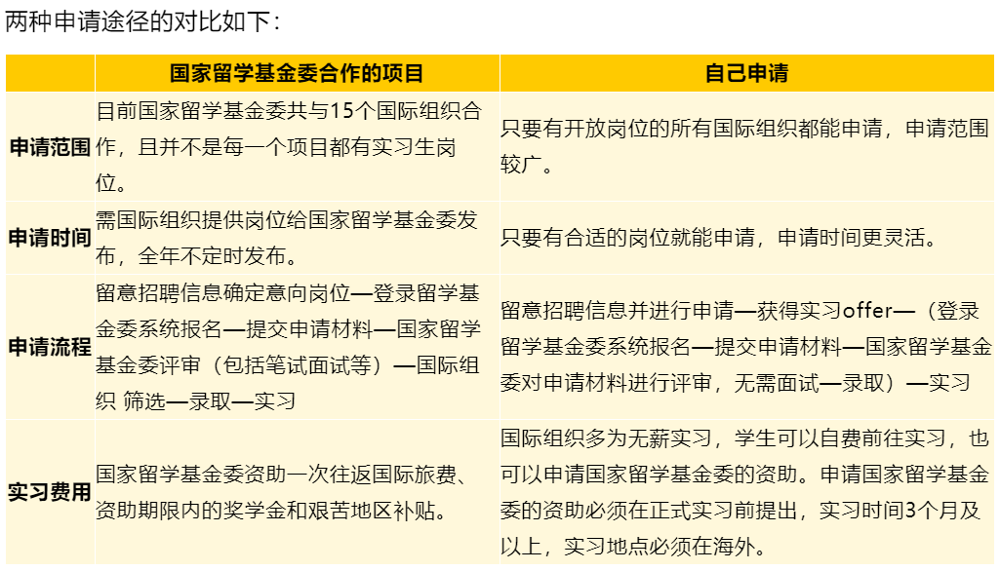 两种申请途径的对比如下：
国家留学基金委合作的项目
自己申请
申请范围
目前国家留学基金委共与15个国际组织合
作，且并不是每一个项目都有实习生岗
位。
只要有开放岗位的所有国际组织都能申请，申请范围
较广。
申请时间
需国际组织提供岗位给国家留学基金委发
布，全年不定时发布。
只要有合适的岗位就能申请，申请时间更灵活。
申请流程
留意招聘信息确定意向岗位—登录留学基
金委系统报名—提交申请材料—国家留学
基金委评审（包括笔试面试等）—国际组
织 筛选—录取—实习
留意招聘信息并进行申请—获得实习offer—（登录
留学基金委系统报名—提交申请材料—国家留学基金
委对申请材料进行评审，无需面试—录取）—实习
实习费用
国家留学基金委资助一次往返国际旅费、
资助期限内的奖学金和艰苦地区补贴。
国际组织多为无薪实习，学生可以自费前往实习，也
可以申请国家留学基金委的资助。申请国家留学基金
委的资助必须在正式实习前提出，实习时间3个月及
以上，实习地点必须在海外。